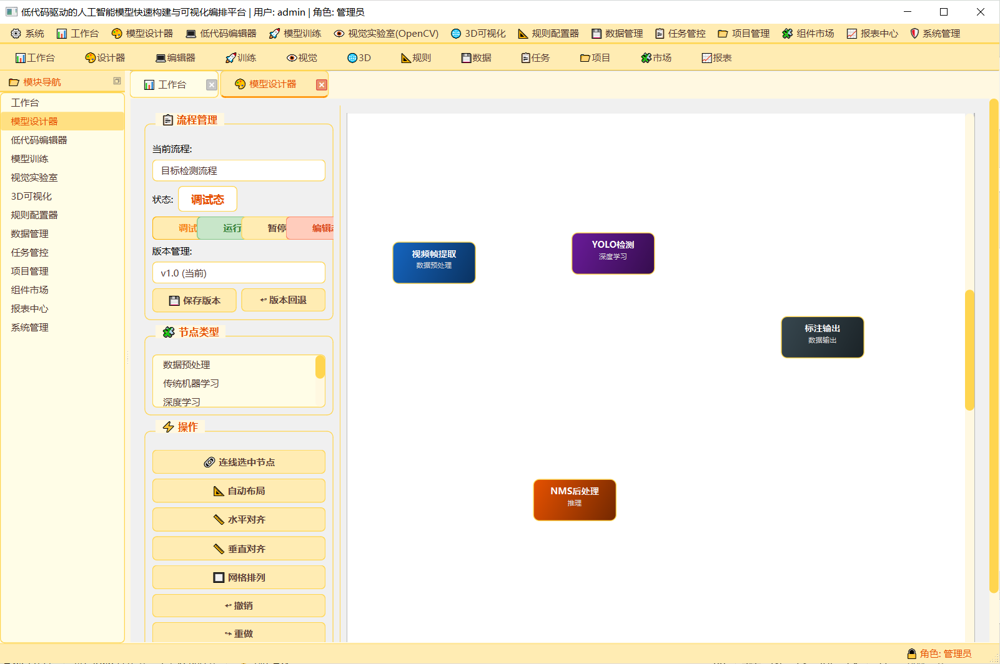 低代码驱动的人工智能模型快速构建与可视化编排平台 | 用户: admin | 角色: 管理员
系统 工作台 模型设计器 低代码编辑器 模型训练 视觉实验室(OpenCV) 3D可视化 规则配置器 数据管理 任务管控 项目管理 组件市场 报表中心 系统管理
工作台 设计器 编辑器 训练 视觉 3D 规则 数据 任务 项目 市场 报表
模块导航
工作台
模型设计器
低代码编辑器
模型训练
视觉实验室
3D可视化
规则配置器
数据管理
任务管控
项目管理
组件市场
报表中心
系统管理
工作台 模型设计器
流程管理
当前流程:
目标检测流程
状态: 调试态
调试 运行 暂停 编辑
版本管理:
v1.0 (当前)
保存版本 版本回退
节点类型
数据预处理
传统机器学习
深度学习
操作
连线选中节点
自动布局
水平对齐
垂直对齐
网格排列
撤销
重做
视频帧提取
数据预处理
YOLO检测
深度学习
标注输出
数据输出
NMS后处理
推理
角色: 管理员